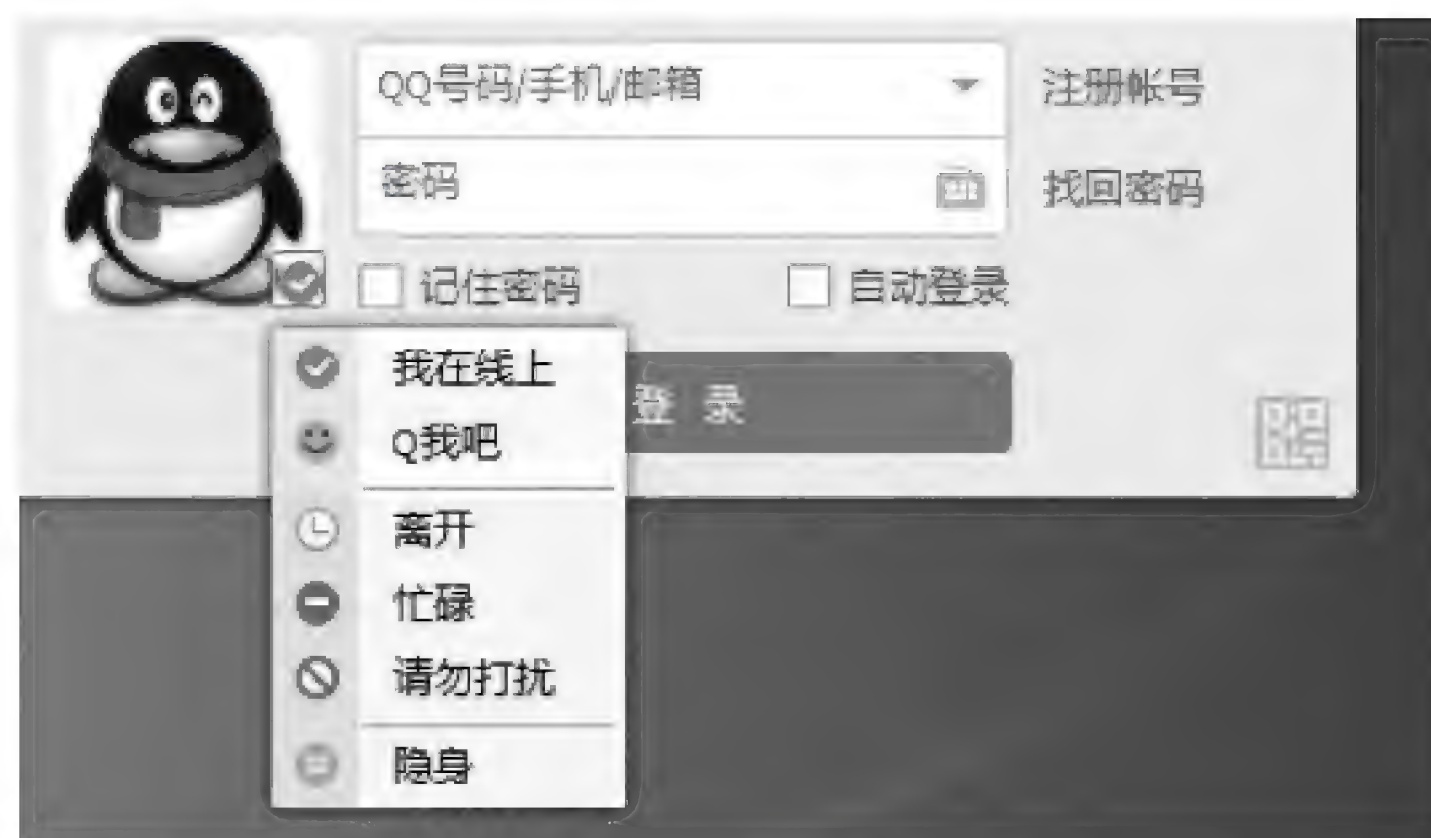 QQ号码/手机/邮箱
注册帐号
密码
找回密码
记住密码
自动登录
我在线上
登 录
Q我吧
离开
忙碌
请勿打扰
隐身